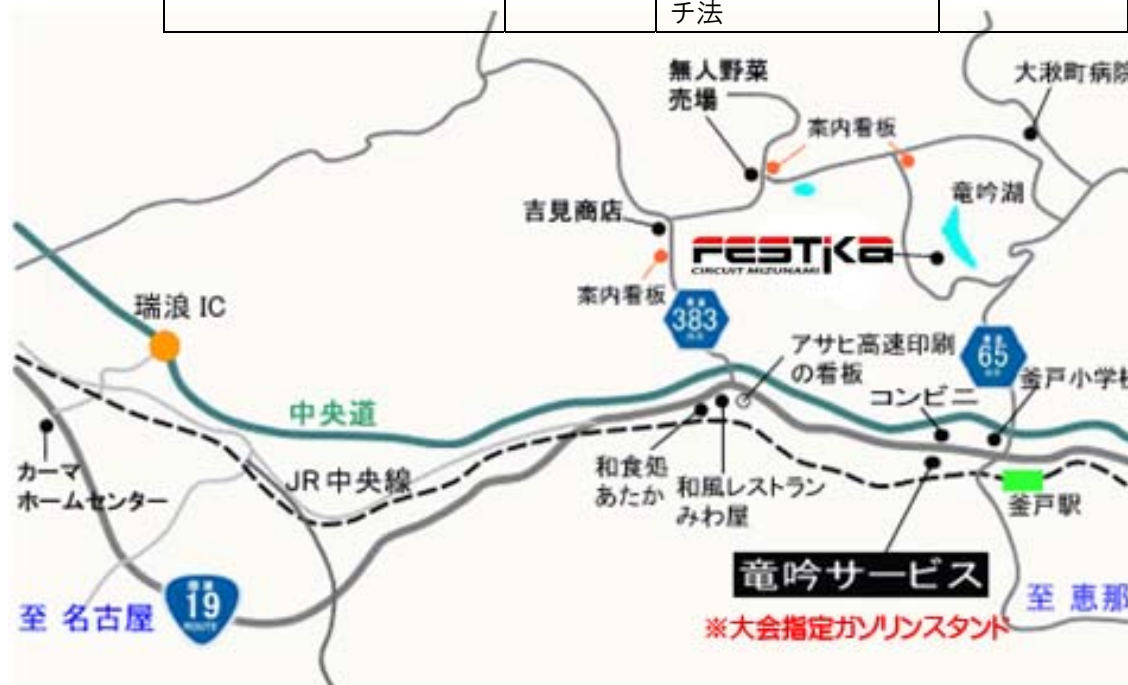 チ法
無人野菜
売場
大湫町病院
案内看板
竜吟湖
吉見商店
FESTIKA
CIRCUIT MIZUNAMI
案内看板
瑞浪 IC
383
アサヒ高速印刷
の看板
65
釜戸小学校
コンビニ
中央道
カーマ
ホームセンター
JR 中央線
和食処
あたか
和風レストラン
みわ屋
釜戸駅
竜吟サービス
至 名古屋
19
ROUTE
至 恵那
※大会指定ガソリンスタンド